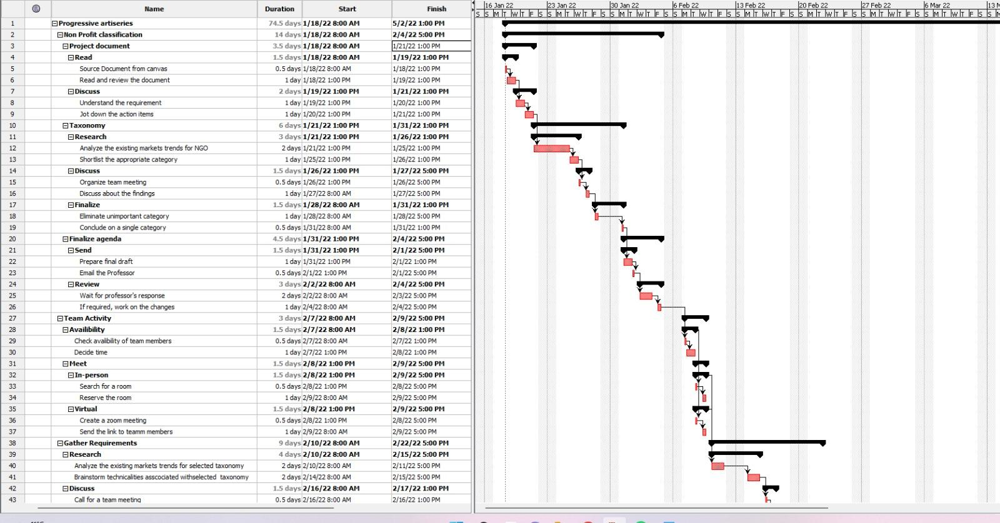 Name Duration Start Finish 16 Jan 22 23 Jan 22 30 Jan 22 6 Feb 22 13 Feb 22 20 Feb 22 27 Feb 22 6 Mar 22 13 M
S S M T W T F S S M T W T F S S M T W T F S S M T W T F S S M T W T F S S M T W T F S S M T W T F S S M T W T F S S M
1 Progressive artiseries 74.5 days 1/18/22 8:00 AM 5/2/22 1:00 PM
2 Non Profit classification 14 days 1/18/22 8:00 AM 2/4/22 5:00 PM
3 Project document 3.5 days 1/18/22 8:00 AM 1/21/22 1:00 PM
4 Read 1.5 days 1/18/22 8:00 AM 1/19/22 1:00 PM
5 Source Document from canvas 0.5 days 1/18/22 8:00 AM 1/18/22 1:00 PM
6 Read and review the document 1 day 1/18/22 1:00 PM 1/19/22 1:00 PM
7 Discuss 2 days 1/19/22 1:00 PM 1/21/22 1:00 PM
8 Understand the requirement 1 day 1/19/22 1:00 PM 1/20/22 1:00 PM
9 Jot down the action items 1 day 1/20/22 1:00 PM 1/21/22 1:00 PM
10 Taxonomy 6 days 1/21/22 1:00 PM 1/31/22 1:00 PM
11 Research 3 days 1/21/22 1:00 PM 1/26/22 1:00 PM
12 Analyze the existing markets trends for NGO 2 days 1/21/22 1:00 PM 1/25/22 1:00 PM
13 Shortlist the appropriate category 1 day 1/25/22 1:00 PM 1/26/22 1:00 PM
14 Discuss 1.5 days 1/26/22 1:00 PM 1/27/22 5:00 PM
15 Organize team meeting 0.5 days 1/26/22 1:00 PM 1/26/22 5:00 PM
16 Discuss about the findings 1 day 1/27/22 8:00 AM 1/27/22 5:00 PM
17 Finalize 1.5 days 1/28/22 8:00 AM 1/31/22 1:00 PM
18 Eliminate unimportant category 1 day 1/28/22 8:00 AM 1/28/22 5:00 PM
19 Conclude on a single category 0.5 days 1/31/22 8:00 AM 1/31/22 1:00 PM
20 Finalize agenda 4.5 days 1/31/22 1:00 PM 2/4/22 5:00 PM
21 Send 1.5 days 1/31/22 1:00 PM 2/1/22 5:00 PM
22 Prepare final draft 1 day 1/31/22 1:00 PM 2/1/22 1:00 PM
23 Email the Professor 0.5 days 2/1/22 1:00 PM 2/1/22 5:00 PM
24 Review 3 days 2/2/22 8:00 AM 2/4/22 5:00 PM
25 Wait for professor's response 2 days 2/2/22 8:00 AM 2/3/22 5:00 PM
26 If required, work on the changes 1 day 2/4/22 8:00 AM 2/4/22 5:00 PM
27 Team Activity 3 days 2/7/22 8:00 AM 2/9/22 5:00 PM
28 Availibility 1.5 days 2/7/22 8:00 AM 2/8/22 1:00 PM
29 Check avalibility of team members 0.5 days 2/7/22 8:00 AM 2/7/22 1:00 PM
30 Decide time 1 day 2/7/22 1:00 PM 2/8/22 1:00 PM
31 Meet 1.5 days 2/8/22 1:00 PM 2/9/22 5:00 PM
32 In-person 1.5 days 2/8/22 1:00 PM 2/9/22 5:00 PM
33 Search for a room 0.5 days 2/8/22 1:00 PM 2/8/22 5:00 PM
34 Reserve the room 1 day 2/9/22 8:00 AM 2/9/22 5:00 PM
35 Virtual 1.5 days 2/8/22 1:00 PM 2/9/22 5:00 PM
36 Create a zoom meeting 0.5 days 2/8/22 1:00 PM 2/8/22 5:00 PM
37 Send the link to teamm members 1 day 2/9/22 8:00 AM 2/9/22 5:00 PM
38 Gather Requirements 9 days 2/10/22 8:00 AM 2/22/22 5:00 PM
39 Research 4 days 2/10/22 8:00 AM 2/15/22 5:00 PM
40 Analyze the existing markets trends for selected taxonomy 2 days 2/10/22 8:00 AM 2/11/22 5:00 PM
41 Brainstorm technicalities asscociated withselected taxonomy 2 days 2/14/22 8:00 AM 2/15/22 5:00 PM
42 Discuss 1.5 days 2/16/22 8:00 AM 2/17/22 1:00 PM
43 Call for a team meeting 0.5 days 2/16/22 8:00 AM 2/16/22 1:00 PM